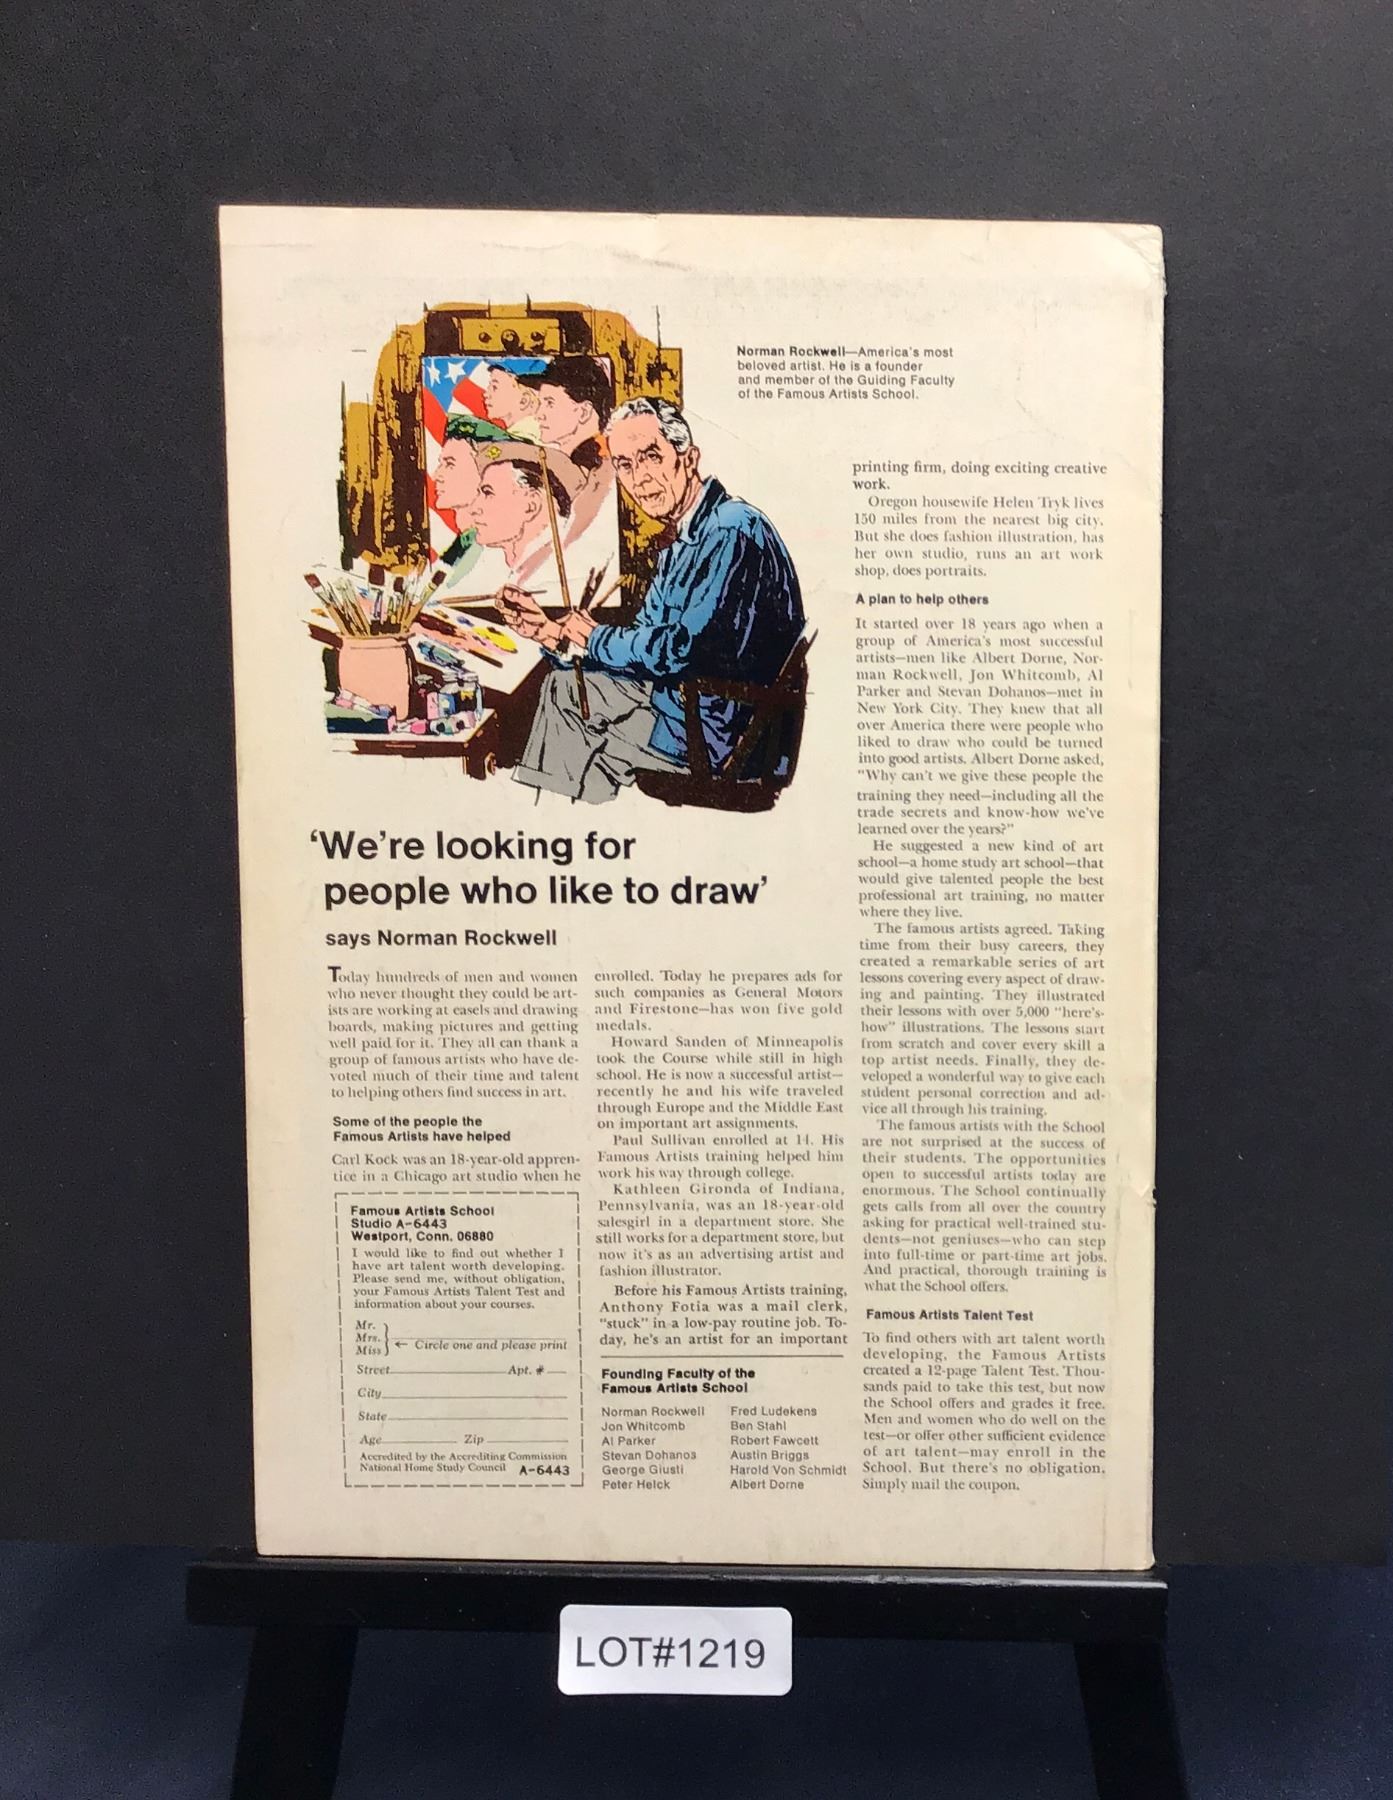 Norman Rockwell—America's most
beloved artist. He is a founder
and member of the Guiding Faculty
of the Famous Artists School.
'We're looking for
people who like to draw'
says Norman Rockwell
Today hundreds of men and women
who never thought they could be art-
ists are working at easels and drawing
boards, making pictures and getting
well paid for it. They all can thank a
group of famous artists who have de-
voted much of their time and talent
to helping others find success in art.
Some of the people the
Famous Artists have helped
Carl Kock was an 18-year-old appren-
tice in a Chicago art studio when he
enrolled. Today he prepares ads for
such companies as General Motors
and Firestone—has won five gold
medals.
Howard Sanden of Minneapolis
took the Course while still in high
school. He is now a successful artist—
recently he and his wife traveled
through Europe and the Middle East
on important art assignments.
Paul Sullivan enrolled at 14. His
Famous Artists training helped him
work his way through college.
Kathleen Gironda of Indiana,
Pennsylvania, was an 18-year-old
salesgirl in a department store. She
still works for a department store, but
now it's as an advertising artist and
fashion illustrator.
Before his Famous Artists training,
Anthony Fotia was a mail clerk,
"stuck" in a low-pay routine job. To-
day, he's an artist for an important
printing firm, doing exciting creative
work.
Oregon housewife Helen Tryk lives
150 miles from the nearest big city.
But she does fashion illustration, has
her own studio, runs an art work
shop, does portraits.
A plan to help others
It started over 18 years ago when a
group of America's most successful
artists—men like Albert Dorne, Nor-
man Rockwell, Jon Whitcomb, Al
Parker and Stevan Dohanos—met in
New York City. They knew that all
over America there were people who
liked to draw who could be turned
into good artists. Albert Dorne asked,
"Why can't we give these people the
training they need—including all the
trade secrets and know-how we've
learned over the years?"
He suggested a new kind of art
school—a home study art school—that
would give talented people the best
professional art training, no matter
where they live.
The famous artists agreed. Taking
time from their busy careers, they
created a remarkable series of art
lessons covering every aspect of draw-
ing and painting. They illustrated
their lessons with over 5,000 "here's-
how" illustrations. The lessons start
from scratch and cover every skill a
top artist needs. Finally, they de-
veloped a wonderful way to give each
student personal correction and ad-
vice all through his training.
The famous artists with the School
are not surprised at the success of
their students. The opportunities
open to successful artists today are
enormous. The School continually
gets calls from all over the country
asking for practical well-trained stu-
dents—not geniuses—who can step
into full-time or part-time art jobs.
And practical, thorough training is
what the School offers.
Famous Artists Talent Test
To find others with art talent worth
developing, the Famous Artists
created a 12-page Talent Test. Thou-
sands paid to take this test, but now
the School offers and grades it free.
Men and women who do well on the
test—or offer other sufficient evidence
of art talent—may enroll in the
School. But there's no obligation.
Simply mail the coupon.
Famous Artists School
Studio A-6443
Westport, Conn. 06880
I would like to find out whether I
have art talent worth developing.
Please send me, without obligation,
your Famous Artists Talent Test and
information about your courses.
Mr.
Mrs.
Miss ← Circle one and please print
Street Apt. #
City
State
Age Zip
Accredited by the Accrediting Commission
National Home Study Council A-6443
Founding Faculty of the
Famous Artists School
Norman Rockwell Fred Ludekens
Jon Whitcomb Ben Stahl
Al Parker Robert Fawcett
Stevan Dohanos Austin Briggs
George Giusti Harold Von Schmidt
Peter Helck Albert Dorne
LOT#1219